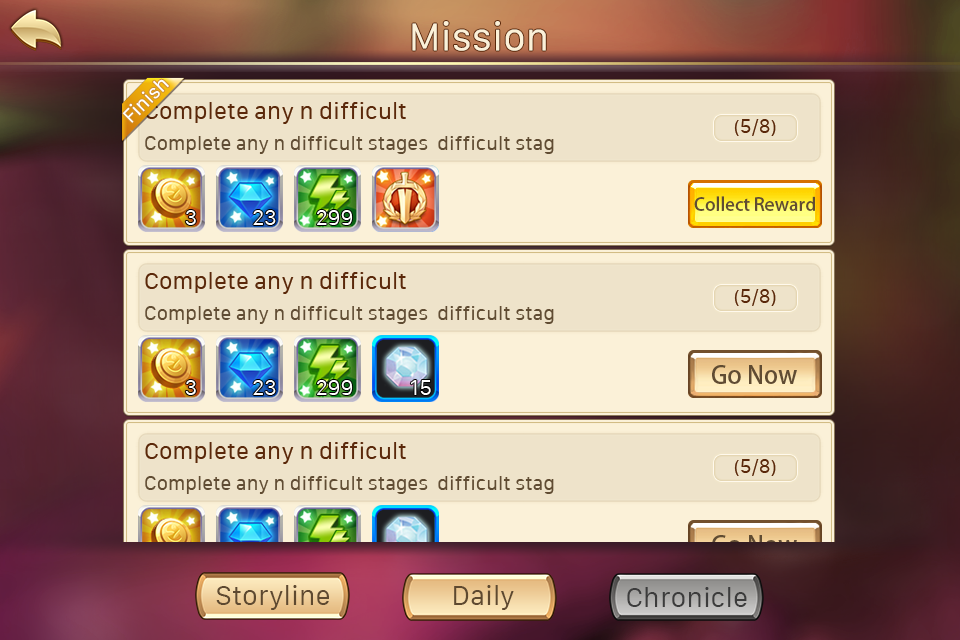 Mission
Finish
Complete any n difficult
(5/8)
Complete any n difficult stages  difficult stag
3
23
299
Collect Reward
Complete any n difficult
(5/8)
Complete any n difficult stages  difficult stag
3
23
299
15
Go Now
Complete any n difficult
(5/8)
Complete any n difficult stages  difficult stag
Go Now
Storyline
Daily
Chronicle